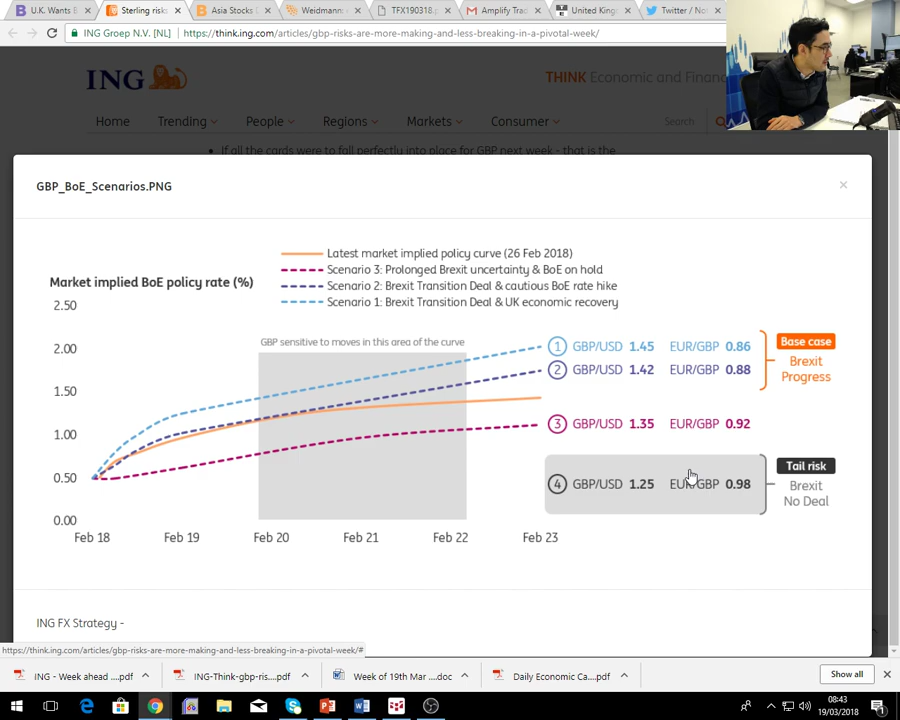 U.K. Wants B
Sterling risks
Asia Stocks D
Weidmann: A
TFX190318.p
Amplify Trad
United King
Twitter / No
ING Groep N.V. [NL]
https://think.ing.com/articles/gbp-risks-are-more-making-and-less-breaking-in-a-pivotal-week/
ING
THINK Economic and Financ
Home
Trending
People
Regions
Markets
Consumer
Search
If all the cards were to fall perfectly into place for GBP next week - that is the
GBP_BoE_Scenarios.PNG
×
Market implied BoE policy rate (%)
Latest market implied policy curve (26 Feb 2018)
Scenario 3: Prolonged Brexit uncertainty & BoE on hold
Scenario 2: Brexit Transition Deal & cautious BoE rate hike
Scenario 1: Brexit Transition Deal & UK economic recovery
2.50
2.00
1.50
1.00
0.50
0.00
GBP sensitive to moves in this area of the curve
1 GBP/USD 1.45 EUR/GBP 0.86
2 GBP/USD 1.42 EUR/GBP 0.88
3 GBP/USD 1.35 EUR/GBP 0.92
4 GBP/USD 1.25 EUR/GBP 0.98
Base case
Brexit
Progress
Tail risk
Brexit
No Deal
Feb 18
Feb 19
Feb 20
Feb 21
Feb 22
Feb 23
ING FX Strategy -
https://think.ing.com/articles/gbp-risks-are-more-making-and-less-breaking-in-a-pivotal-week/#
ING - Week ahead ....pdf
ING-Think-gbp-ris....pdf
Week of 19th Mar ....doc
Daily Economic Ca....pdf
Show all
08:43
19/03/2018